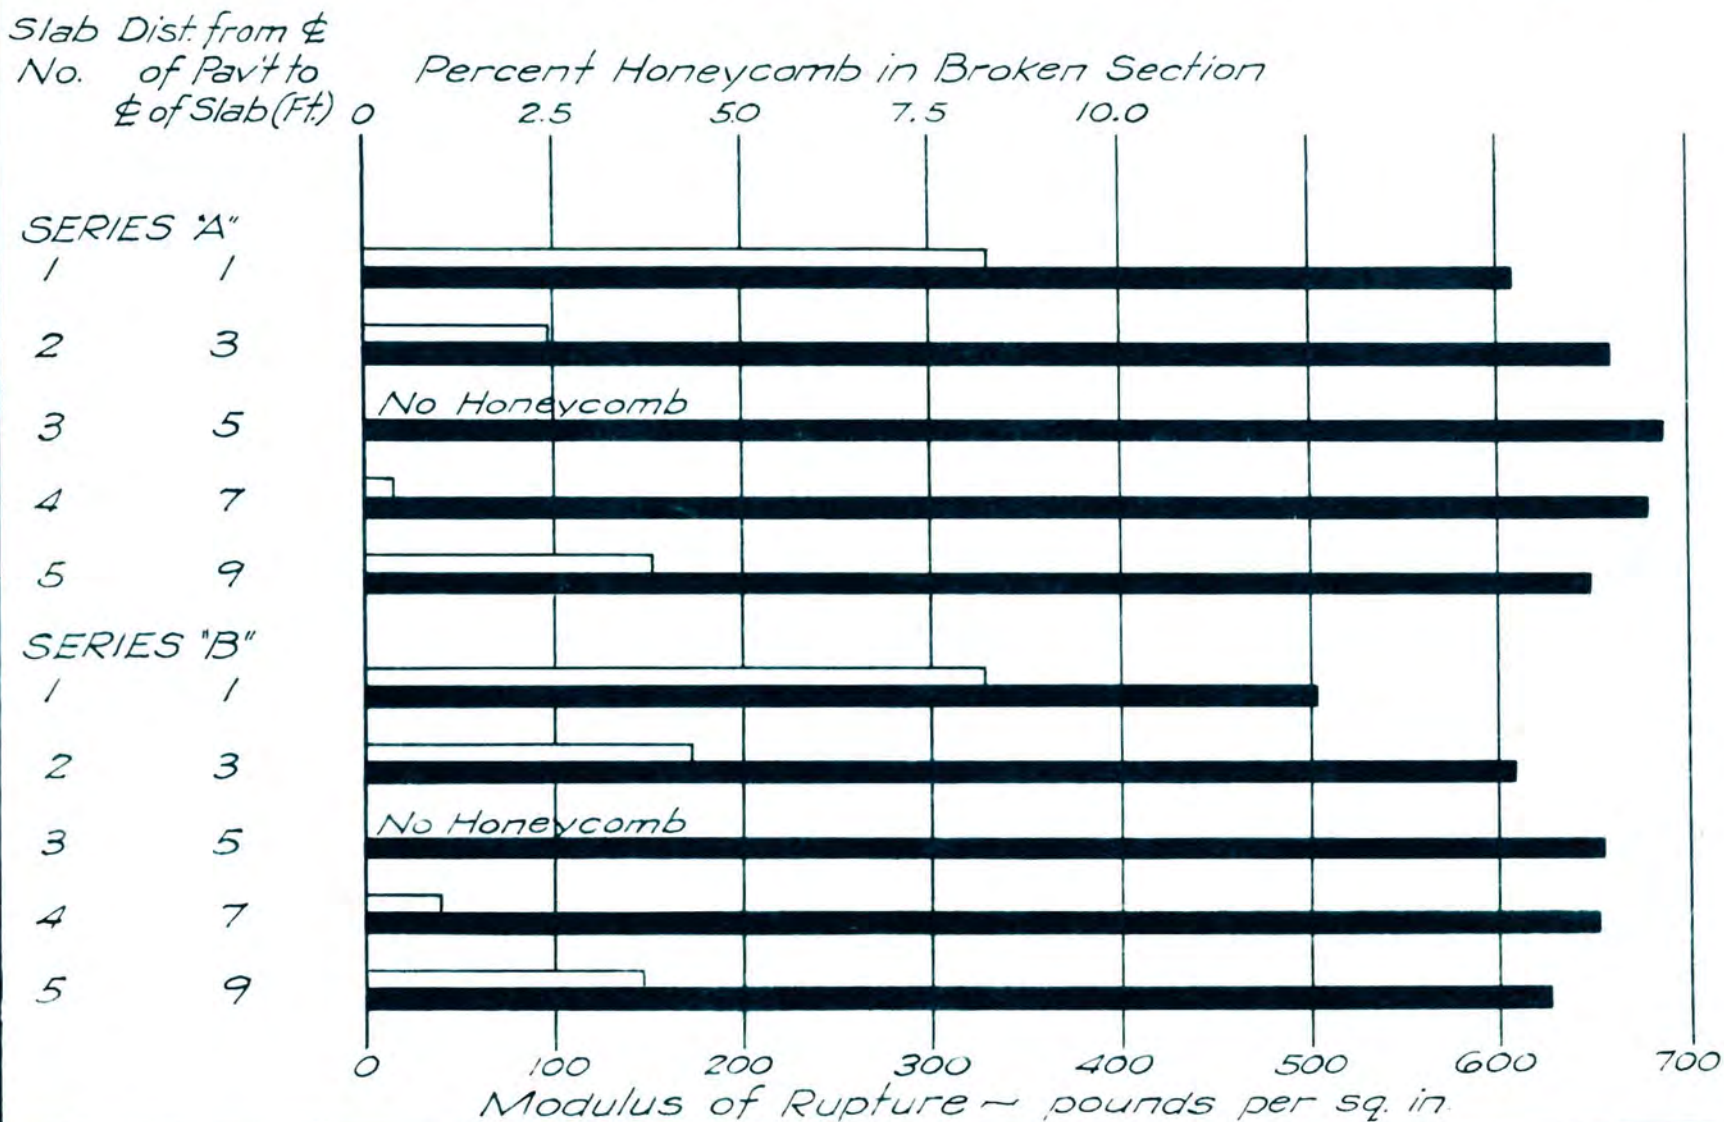 Slab Dist. from ℄
No. of Pav't to
℄ of Slab (Ft.)
Percent Honeycomb in Broken Section
0 2.5 5.0 7.5 10.0
SERIES "A"
1 1
2 3
No Honeycomb
3 5
4 7
5 9
SERIES "B"
1 1
2 3
No Honeycomb
3 5
4 7
5 9
0 100 200 300 400 500 600 700
Modulus of Rupture ~ pounds per sq. in.